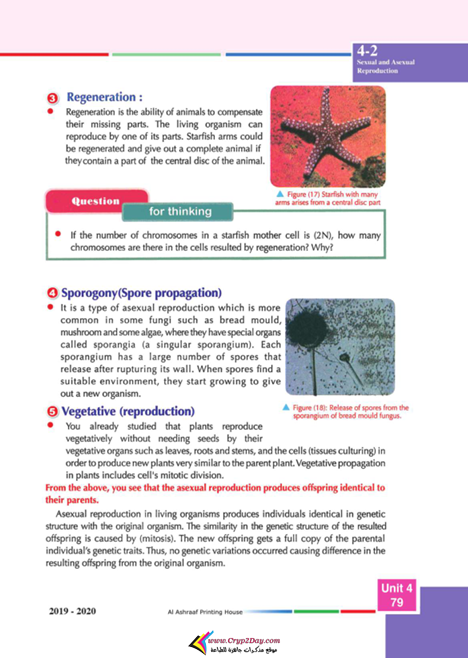 4-2
Sexual and Asexual
Reproduction
3 Regeneration :
• Regeneration is the ability of animals to compensate
their missing parts. The living organism can
reproduce by one of its parts. Starfish arms could
be regenerated and give out a complete animal if
they contain a part of the central disc of the animal.
▲ Figure (17) Starfish with many
arms arises from a central disc part
Question
for thinking
• If the number of chromosomes in a starfish mother cell is (2N), how many
chromosomes are there in the cells resulted by regeneration? Why?
4 Sporogony(Spore propagation)
• It is a type of asexual reproduction which is more
common in some fungi such as bread mould,
mushroom and some algae, where they have special organs
called sporangia (a singular sporangium). Each
sporangium has a large number of spores that
release after rupturing its wall. When spores find a
suitable environment, they start growing to give
out a new organism.
▲ Figure (18): Release of spores from the
sporangium of bread mould fungus.
5 Vegetative (reproduction)
• You already studied that plants reproduce
vegetatively without needing seeds by their
vegetative organs such as leaves, roots and stems, and the cells (tissues culturing) in
order to produce new plants very similar to the parent plant. Vegetative propagation
in plants includes cell's mitotic division.
From the above, you see that the asexual reproduction produces offspring identical to
their parents.
Asexual reproduction in living organisms produces individuals identical in genetic
structure with the original organism. The similarity in the genetic structure of the resulted
offspring is caused by (mitosis). The new offspring gets a full copy of the parental
individual's genetic traits. Thus, no genetic variations occurred causing difference in the
resulting offspring from the original organism.
Unit 4
79
2019 - 2020
Al Ashraaf Printing House
www.Cryp2Day.com
موقع مذكرات جاهزة للطباعة